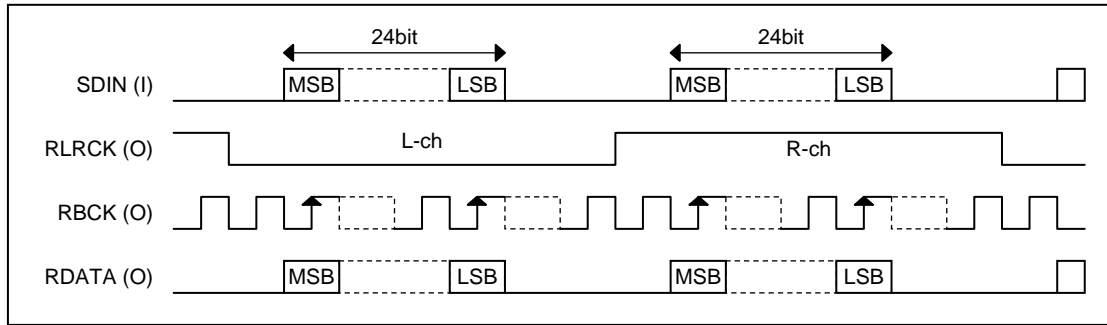 24bit 24bit
SDIN (I) MSB LSB MSB LSB
RLRCK (O) L-ch R-ch
RBCK (O)
RDATA (O) MSB LSB MSB LSB